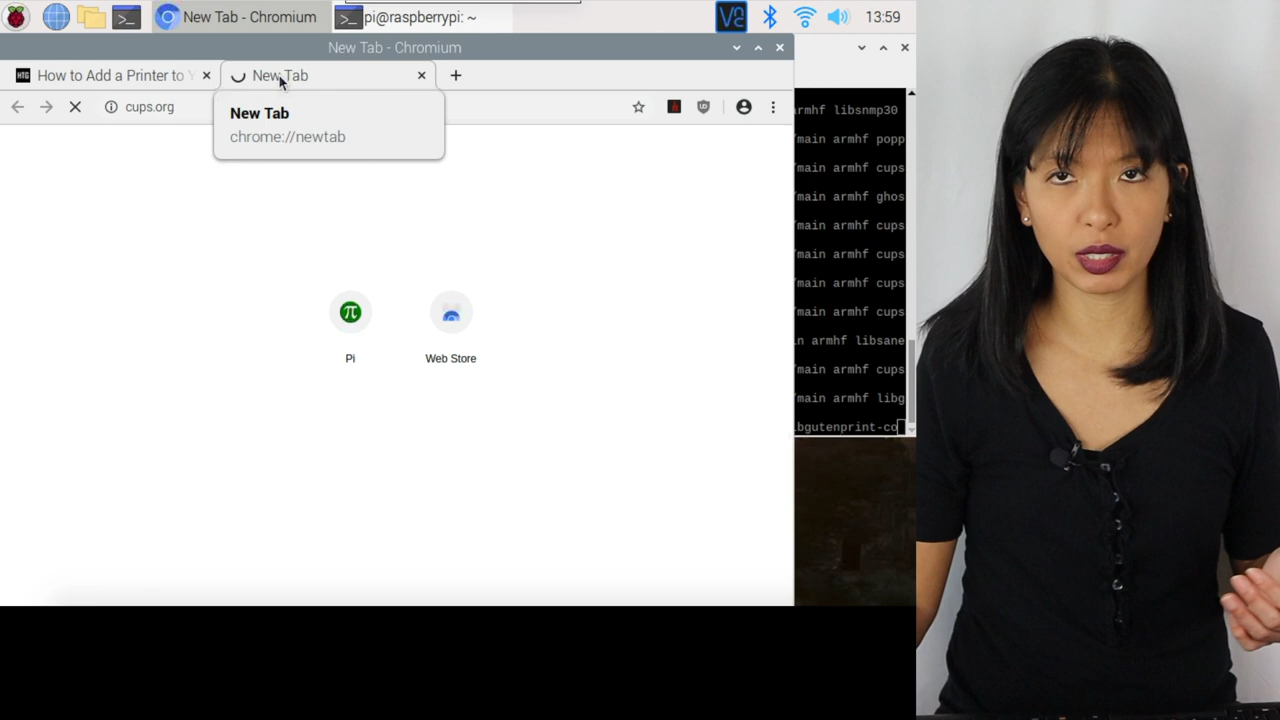 New Tab - Chromium
pi@raspberrypi: ~
13:59
New Tab - Chromium
How to Add a Printer to
New Tab
cups.org
New Tab
chrome://newtab
Pi
Web Store
armhf libsnmp30
/main armhf popp
/main armhf cups
/main armhf ghos
/main armhf cups
/main armhf cups
/main armhf cups
/main armhf cups
in armhf libsane
/main armhf cups
/main armhf libg
ibgutenprint-co